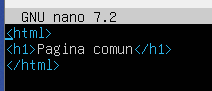 GNU nano 7.2
<html>
<h1>Pagina comun</h1>
</html>